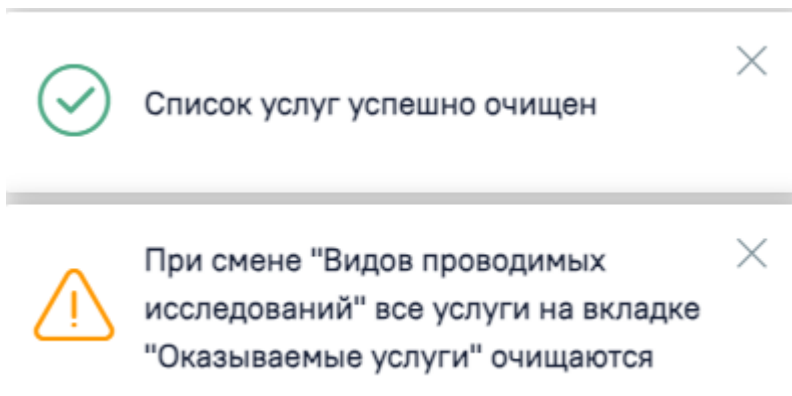 Список услуг успешно очищен
При смене "Видов проводимых
исследований" все услуги на вкладке
"Оказываемые услуги" очищаются